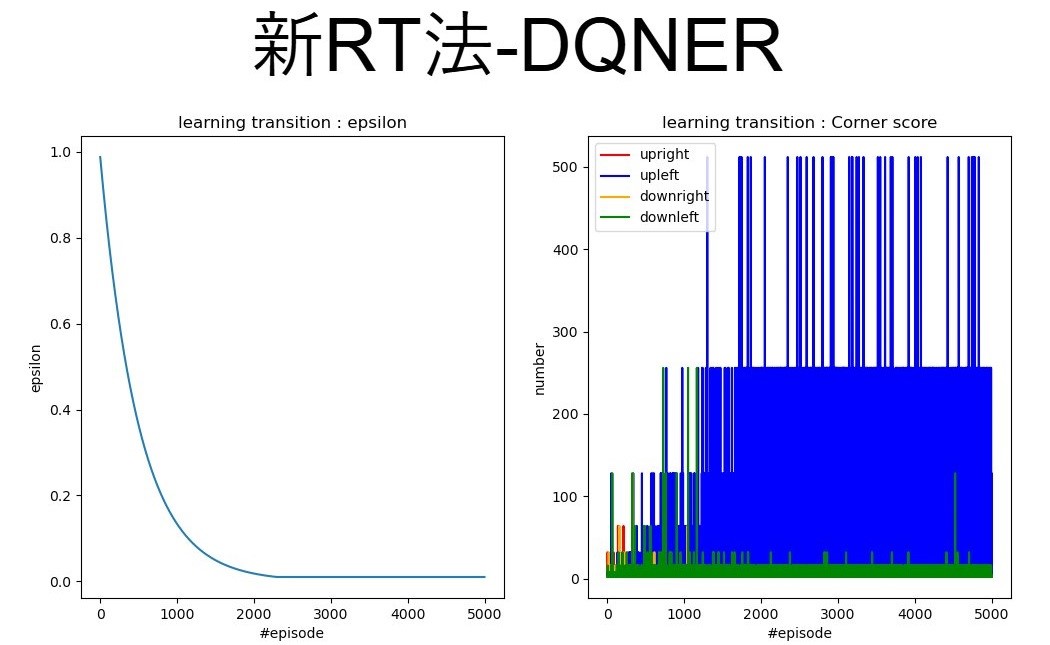 新RT法-DQNER
learning transition : epsilon
1.0
0.8
0.6
0.4
0.2
0.0
epsilon
0 1000 2000 3000 4000 5000
#episode
learning transition : Corner score
upright
upleft
downright
downleft
500
400
300
200
100
0
number
0 1000 2000 3000 4000 5000
#episode